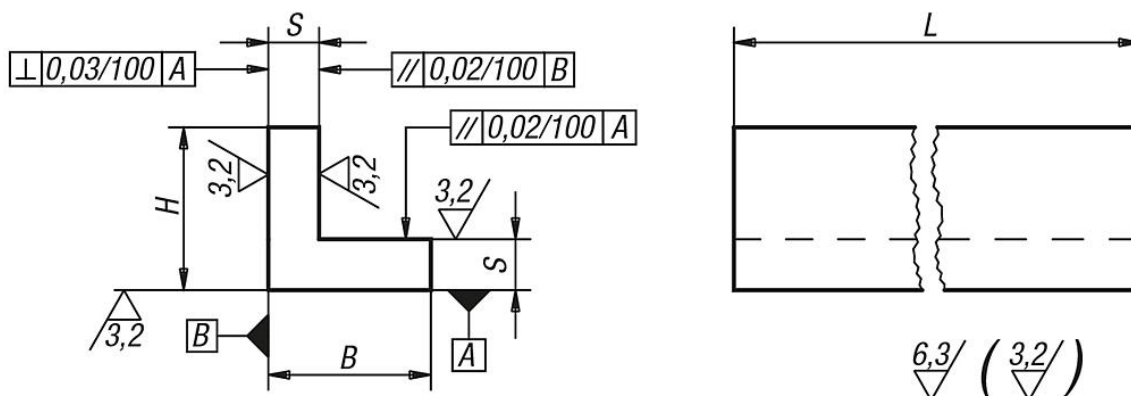 S
L
⊥ 0,03/100 A
// 0,02/100 B
// 0,02/100 A
3,2
3,2
3,2
H
S
3,2
B
B
A
6,3 ( 3,2 )